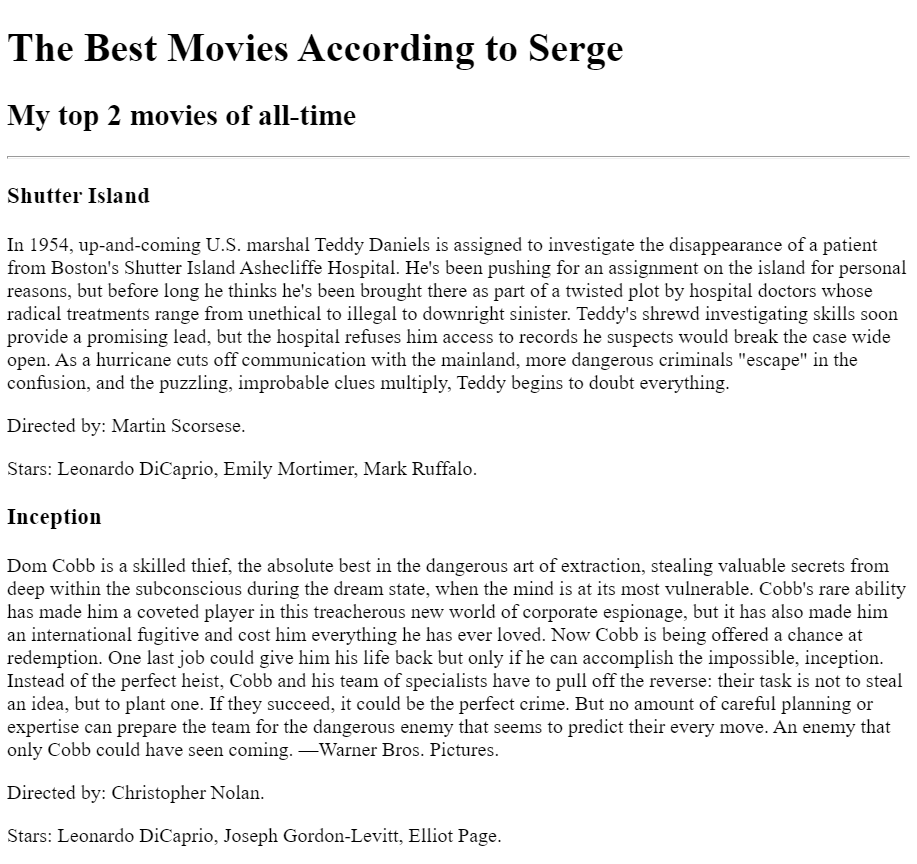 The Best Movies According to Serge
My top 2 movies of all-time
Shutter Island
In 1954, up-and-coming U.S. marshal Teddy Daniels is assigned to investigate the disappearance of a patient
from Boston's Shutter Island Ashecliffe Hospital. He's been pushing for an assignment on the island for personal
reasons, but before long he thinks he's been brought there as part of a twisted plot by hospital doctors whose
radical treatments range from unethical to illegal to downright sinister. Teddy's shrewd investigating skills soon
provide a promising lead, but the hospital refuses him access to records he suspects would break the case wide
open. As a hurricane cuts off communication with the mainland, more dangerous criminals "escape" in the
confusion, and the puzzling, improbable clues multiply, Teddy begins to doubt everything.
Directed by: Martin Scorsese.
Stars: Leonardo DiCaprio, Emily Mortimer, Mark Ruffalo.
Inception
Dom Cobb is a skilled thief, the absolute best in the dangerous art of extraction, stealing valuable secrets from
deep within the subconscious during the dream state, when the mind is at its most vulnerable. Cobb's rare ability
has made him a coveted player in this treacherous new world of corporate espionage, but it has also made him
an international fugitive and cost him everything he has ever loved. Now Cobb is being offered a chance at
redemption. One last job could give him his life back but only if he can accomplish the impossible, inception.
Instead of the perfect heist, Cobb and his team of specialists have to pull off the reverse: their task is not to steal
an idea, but to plant one. If they succeed, it could be the perfect crime. But no amount of careful planning or
expertise can prepare the team for the dangerous enemy that seems to predict their every move. An enemy that
only Cobb could have seen coming. —Warner Bros. Pictures.
Directed by: Christopher Nolan.
Stars: Leonardo DiCaprio, Joseph Gordon-Levitt, Elliot Page.